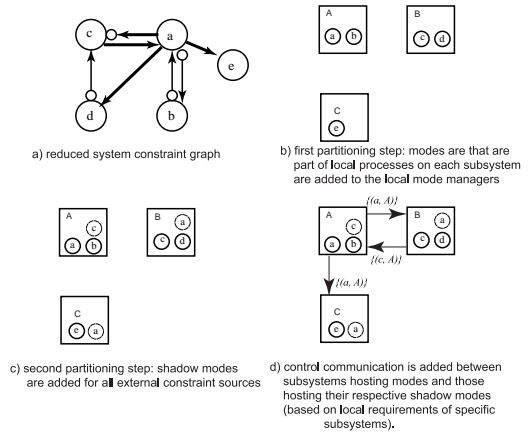 c
a
e
d
b
a) reduced system constraint graph
A
a b
B
c d
C
e
b) first partitioning step: modes are that are
part of local processes on each subsystem
are added to the local mode managers
A
c
a b
B
a
c d
C
e a
c) second partitioning step: shadow modes
are added for all external constraint sources
A
c
a b
{(a, A)}
B
a
c d
{(c, A)}
{(a, A)}
C
e a
d) control communication is added between
subsystems hosting modes and those
hosting their respective shadow modes
(based on local requirements of specific
subsystems).